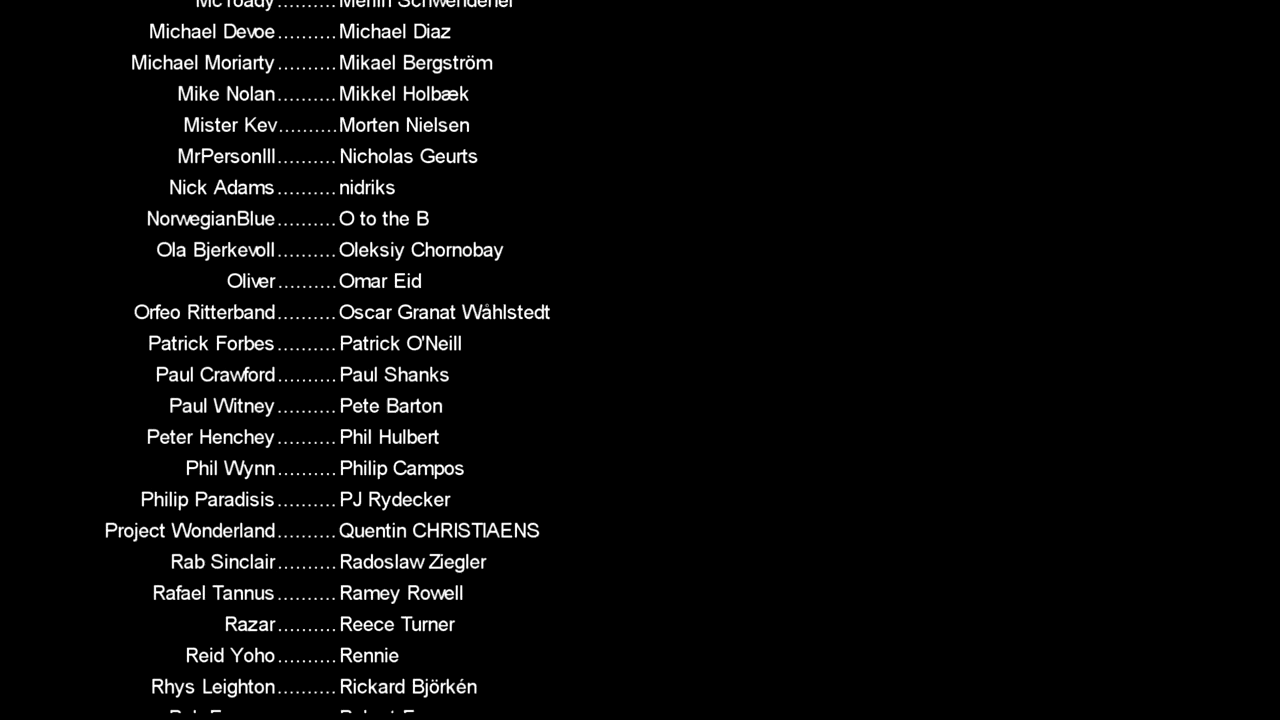 McToady..........Merlin Schwendener
Michael Devoe..........Michael Diaz
Michael Moriarty..........Mikael Bergström
Mike Nolan..........Mikkel Holbæk
Mister Kev..........Morten Nielsen
MrPersonIII..........Nicholas Geurts
Nick Adams..........nidriks
NorwegianBlue..........O to the B
Ola Bjerkevoll..........Oleksiy Chornobay
Oliver..........Omar Eid
Orfeo Ritterband..........Oscar Granat Wåhlstedt
Patrick Forbes..........Patrick O'Neill
Paul Crawford..........Paul Shanks
Paul Witney..........Pete Barton
Peter Henchey..........Phil Hulbert
Phil Wynn..........Philip Campos
Philip Paradisis..........PJ Rydecker
Project Wonderland..........Quentin CHRISTIAENS
Rab Sinclair..........Radoslaw Ziegler
Rafael Tannus..........Ramey Rowell
Razar..........Reece Turner
Reid Yoho..........Rennie
Rhys Leighton..........Rickard Björkén